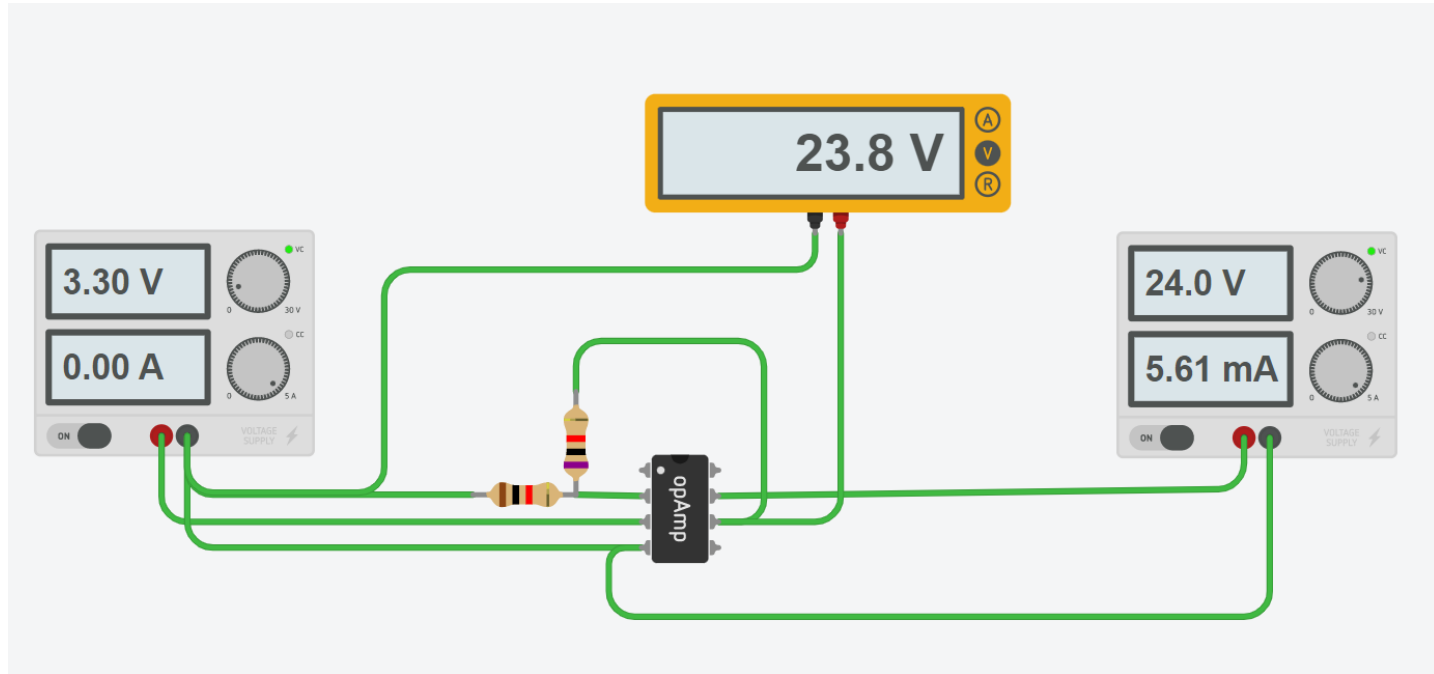 23.8 V
A
V
R
3.30 V
VC
0
30 V
0.00 A
CC
0
5 A
ON
VOLTAGE
SUPPLY
opAmp
24.0 V
VC
0
30 V
5.61 mA
CC
0
5 A
ON
VOLTAGE
SUPPLY